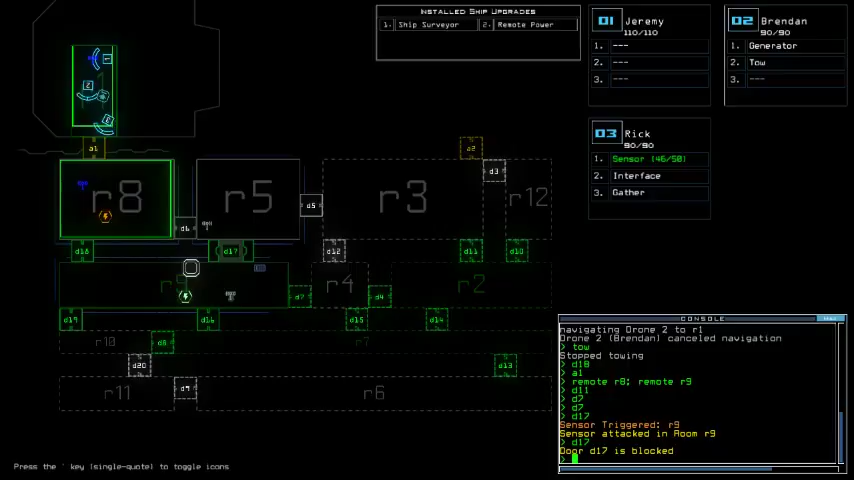 Installed Ship Upgrades
1. Ship Surveyor 2. Remote Power
01 Jeremy
110/110
1. ---
2. ---
3. ---
02 Brendan
90/90
1. Generator
2. Tow
3. ---
03 Rick
90/90
1. Sensor (46/50)
2. Interface
3. Gather
1
2
3
a1
a2
d3
r8
r5
r3
r12
d5
d6
d18
d17
d12
d11
d10
r9
r4
r2
d7
d4
d19
d16
d15
d14
r10
d8
r7
d20
d13
r11
d9
r6
CONSOLE
navigating Drone 2 to r1
Drone 2 (Brendan) canceled navigation
> tow
Stopped towing
> d18
> a1
> remote r8; remote r9
> d11
> d7
> d7
> d17
Sensor Triggered: r9
Sensor attacked in Room r9
> d17
Door d17 is blocked
>
Press the ' key (single-quote) to toggle icons